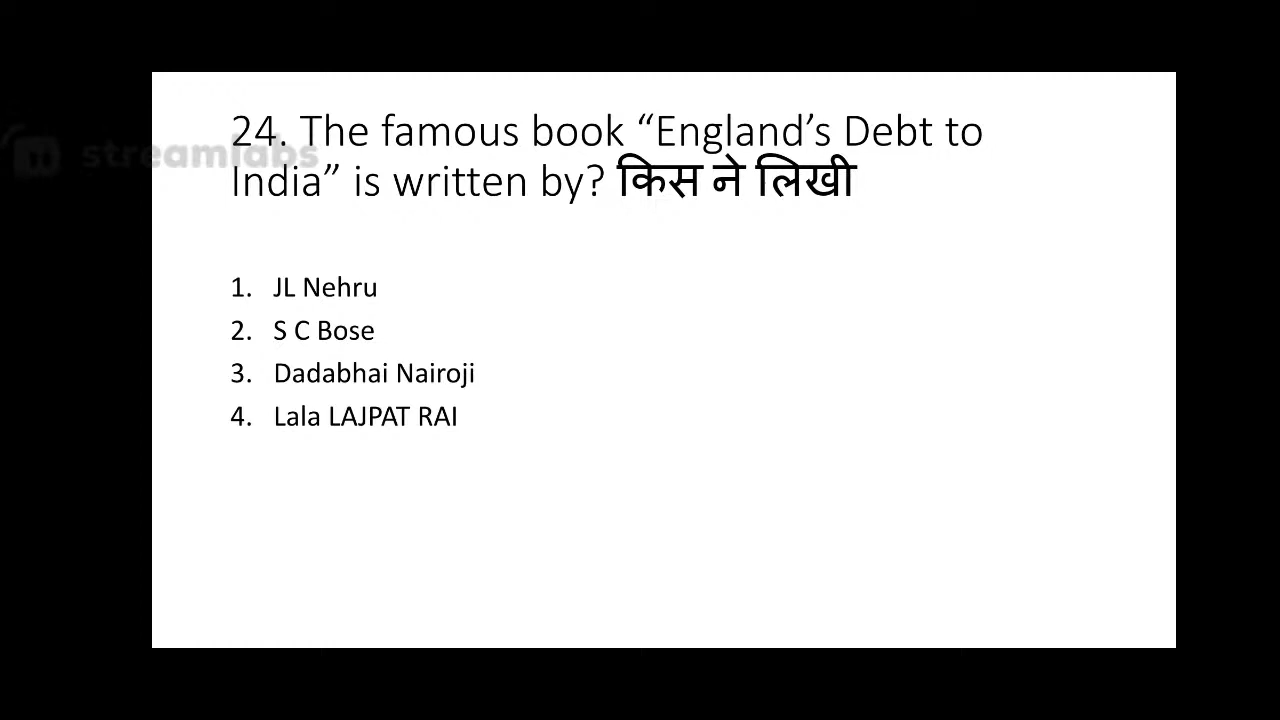 streamlabs
24. The famous book “England’s Debt to
India” is written by? किस ने लिखी
1. JL Nehru
2. S C Bose
3. Dadabhai Nairoji
4. Lala LAJPAT RAI